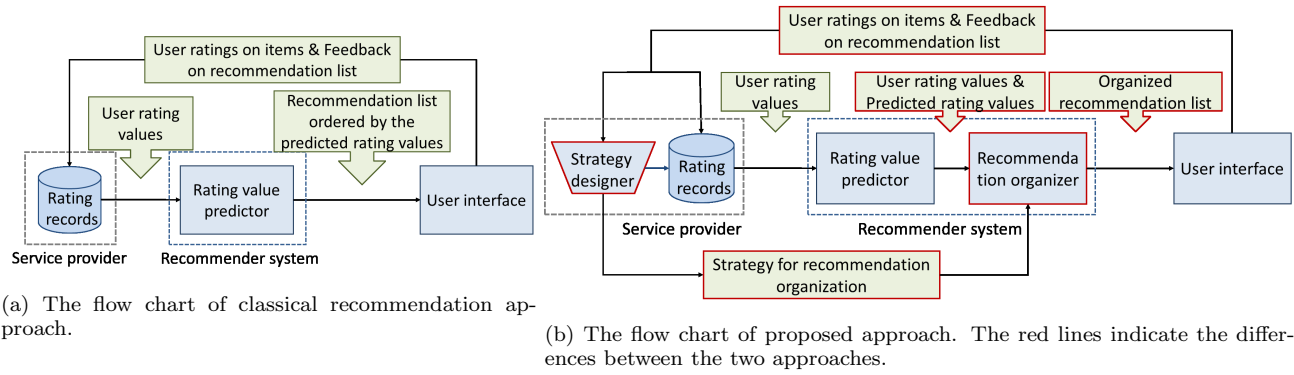 User ratings on items & Feedback
on recommendation list
User rating
values
Recommendation list
ordered by the
predicted rating values
Rating
records
Rating value
predictor
User interface
Service provider
Recommender system
(a) The flow chart of classical recommendation ap-
proach.
User ratings on items & Feedback
on recommendation list
User rating
values
User rating values &
Predicted rating values
Organized
recommendation list
Strategy
designer
Rating
records
Rating value
predictor
Recommenda
tion organizer
User interface
Service provider
Recommender system
Strategy for recommendation
organization
(b) The flow chart of proposed approach. The red lines indicate the differ-
ences between the two approaches.